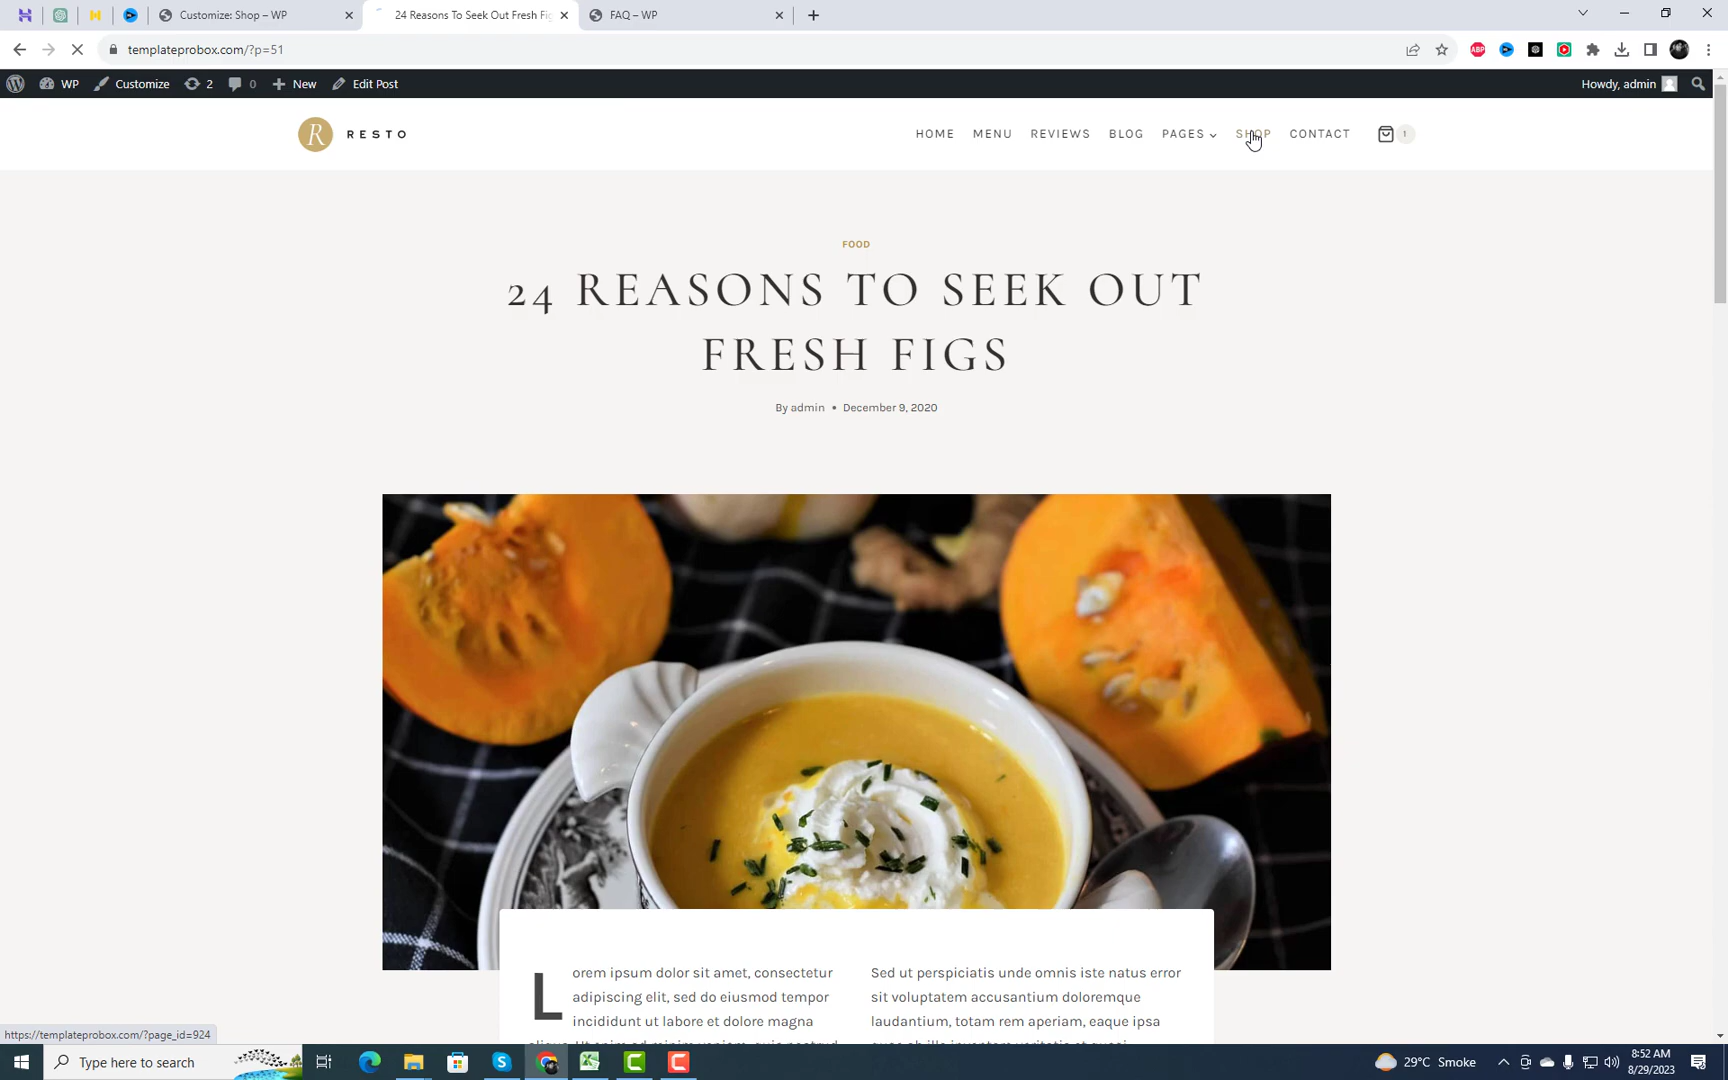 Customize: Shop – WP
24 Reasons To Seek Out Fresh Fi
FAQ – WP
templateprobox.com/?p=51
ABP
WP
Customize
2
0
New
Edit Post
Howdy, admin
R RESTO
HOME MENU REVIEWS BLOG PAGES SHOP CONTACT 1
FOOD
24 REASONS TO SEEK OUT
FRESH FIGS
By admin • December 9, 2020
Lorem ipsum dolor sit amet, consectetur
adipiscing elit, sed do eiusmod tempor
incididunt ut labore et dolore magna
Sed ut perspiciatis unde omnis iste natus error
sit voluptatem accusantium doloremque
laudantium, totam rem aperiam, eaque ipsa
https://templateprobox.com/?page_id=924
Type here to search
29°C Smoke
8:52 AM
8/29/2023